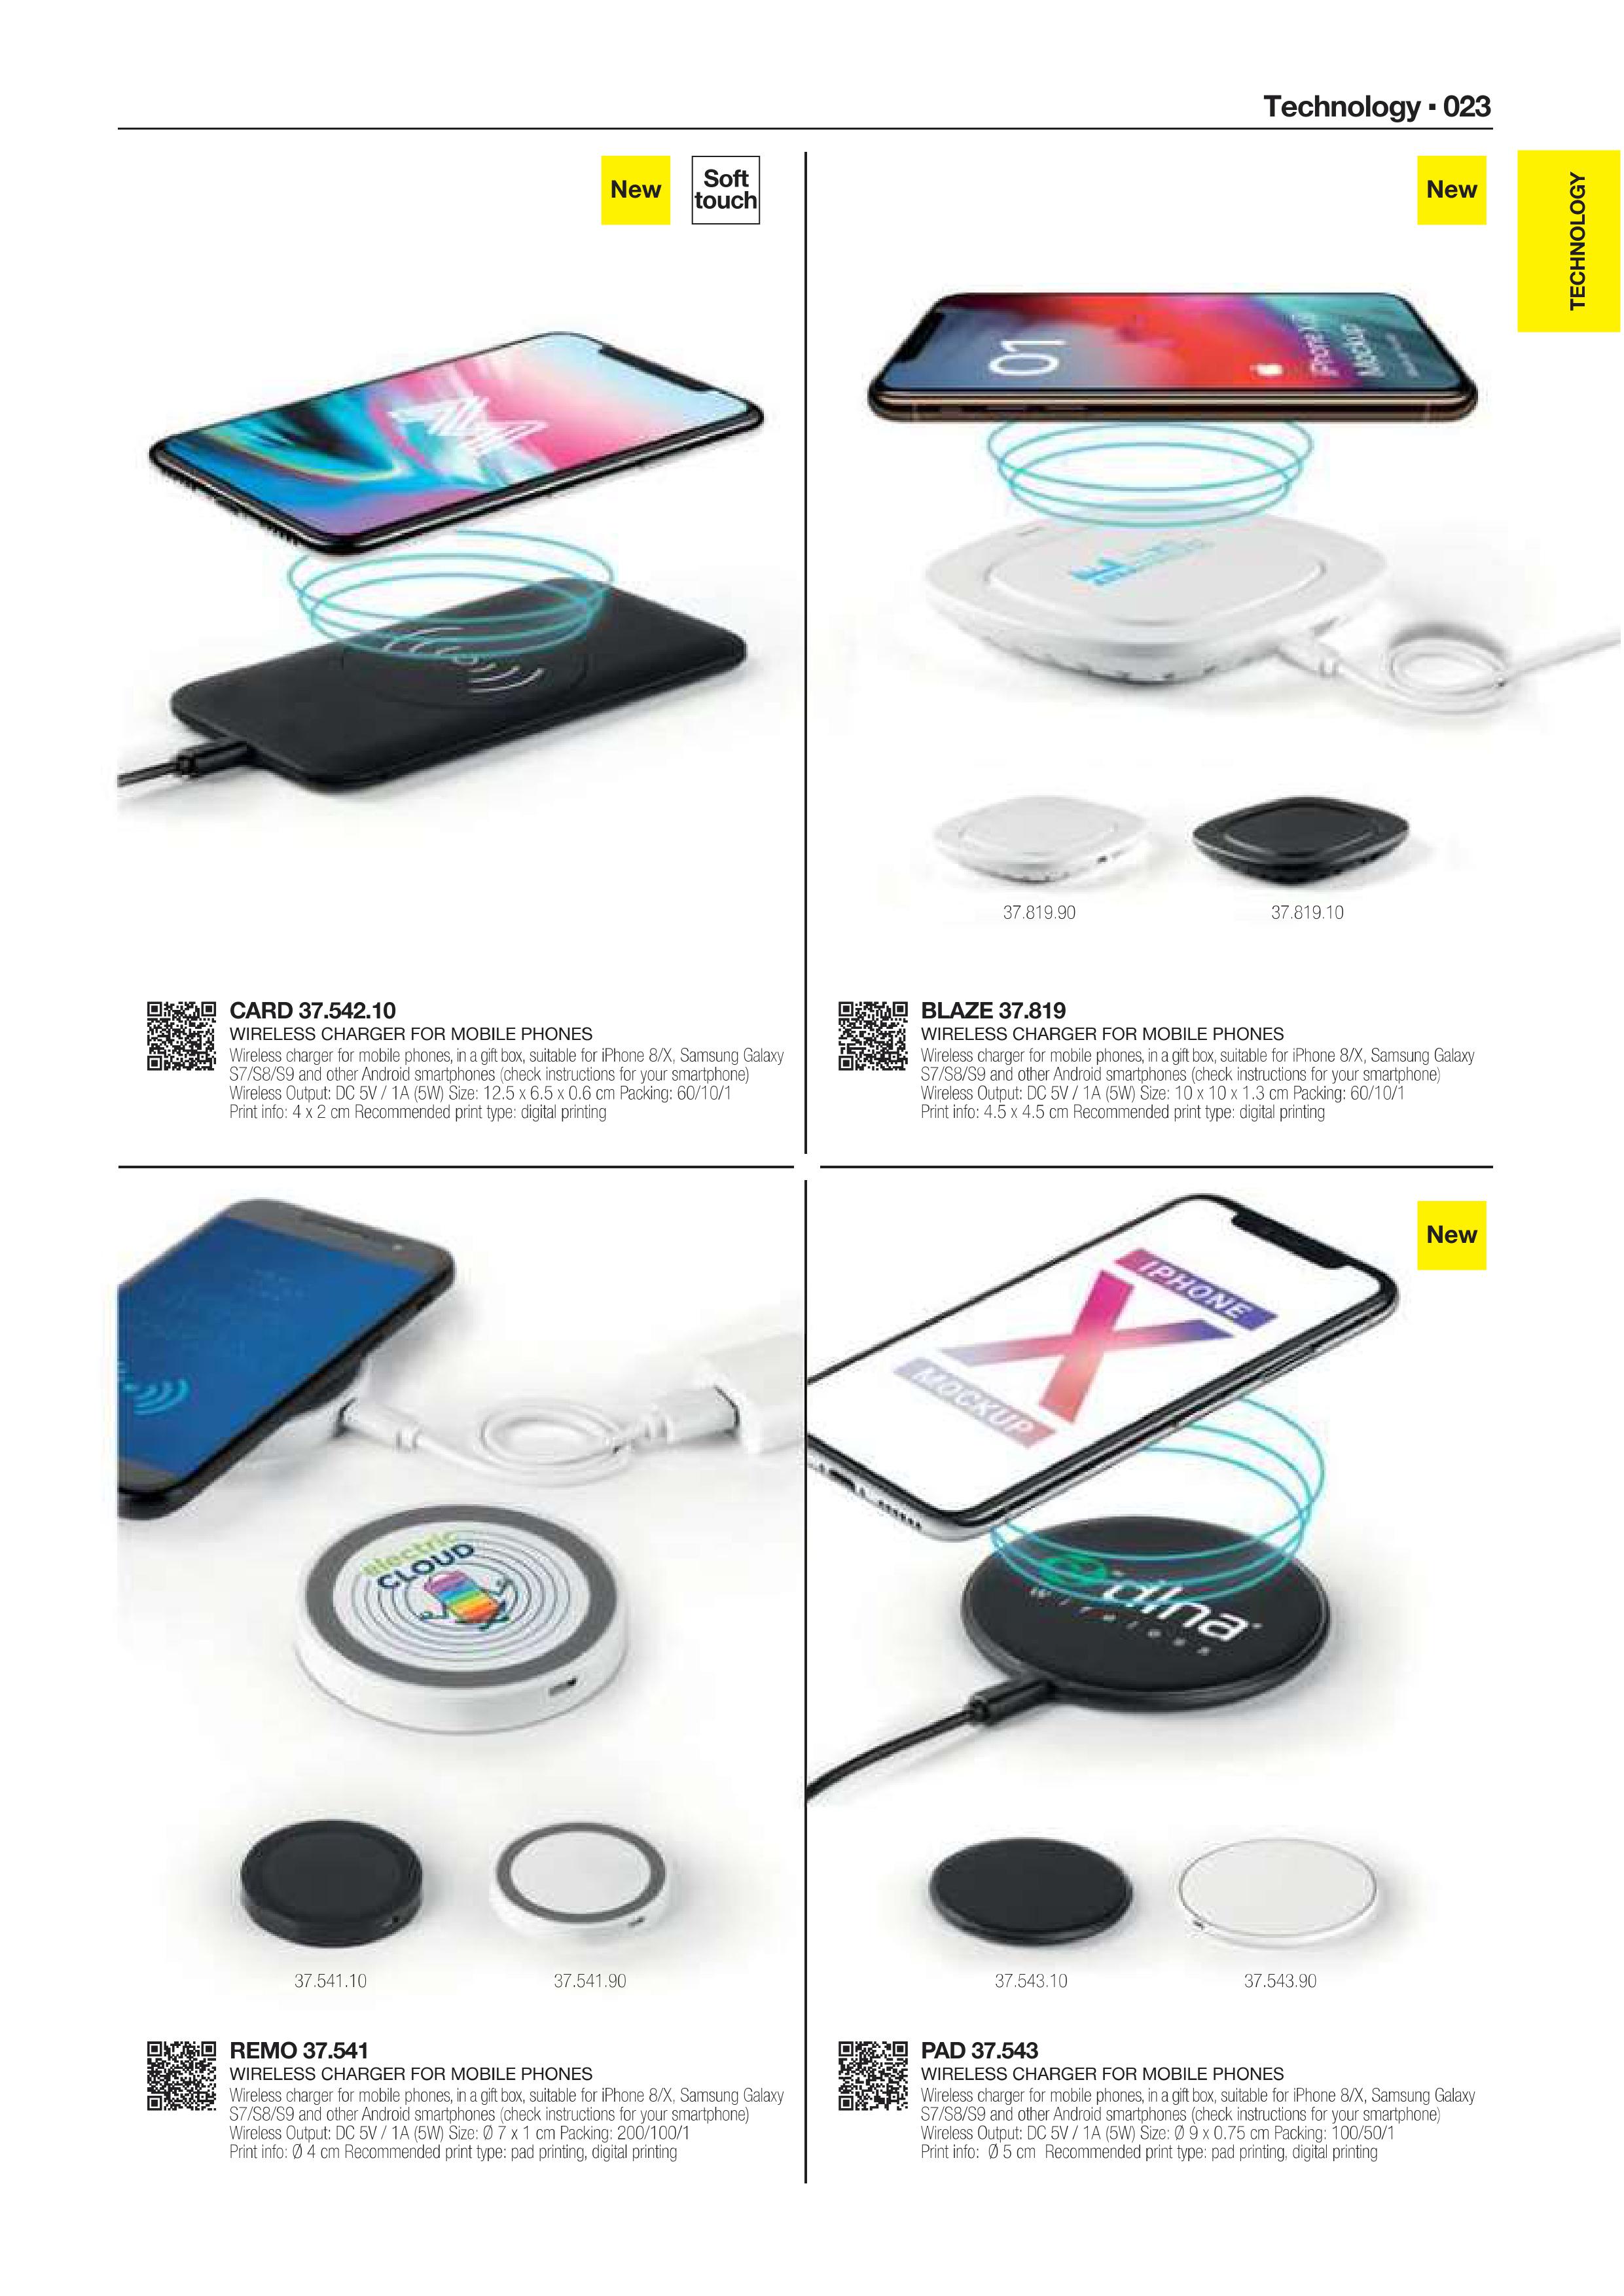 Technology ▪ 023
TECHNOLOGY
New
Soft
touch
CARD 37.542.10
WIRELESS CHARGER FOR MOBILE PHONES
Wireless charger for mobile phones, in a gift box, suitable for iPhone 8/X, Samsung Galaxy
S7/S8/S9 and other Android smartphones (check instructions for your smartphone)
Wireless Output: DC 5V / 1A (5W) Size: 12.5 x 6.5 x 0.6 cm Packing: 60/10/1
Print info: 4 x 2 cm Recommended print type: digital printing
New
01
iPhone
Mockup
37.819.90
37.819.10
BLAZE 37.819
WIRELESS CHARGER FOR MOBILE PHONES
Wireless charger for mobile phones, in a gift box, suitable for iPhone 8/X, Samsung Galaxy
S7/S8/S9 and other Android smartphones (check instructions for your smartphone)
Wireless Output: DC 5V / 1A (5W) Size: 10 x 10 x 1.3 cm Packing: 60/10/1
Print info: 4.5 x 4.5 cm Recommended print type: digital printing
electric
CLOUD
37.541.10
37.541.90
REMO 37.541
WIRELESS CHARGER FOR MOBILE PHONES
Wireless charger for mobile phones, in a gift box, suitable for iPhone 8/X, Samsung Galaxy
S7/S8/S9 and other Android smartphones (check instructions for your smartphone)
Wireless Output: DC 5V / 1A (5W) Size: Ø 7 x 1 cm Packing: 200/100/1
Print info: Ø 4 cm Recommended print type: pad printing, digital printing
New
IPHONE
X
MOCKUP
dlna
wireless
37.543.10
37.543.90
PAD 37.543
WIRELESS CHARGER FOR MOBILE PHONES
Wireless charger for mobile phones, in a gift box, suitable for iPhone 8/X, Samsung Galaxy
S7/S8/S9 and other Android smartphones (check instructions for your smartphone)
Wireless Output: DC 5V / 1A (5W) Size: Ø 9 x 0.75 cm Packing: 100/50/1
Print info: Ø 5 cm Recommended print type: pad printing, digital printing